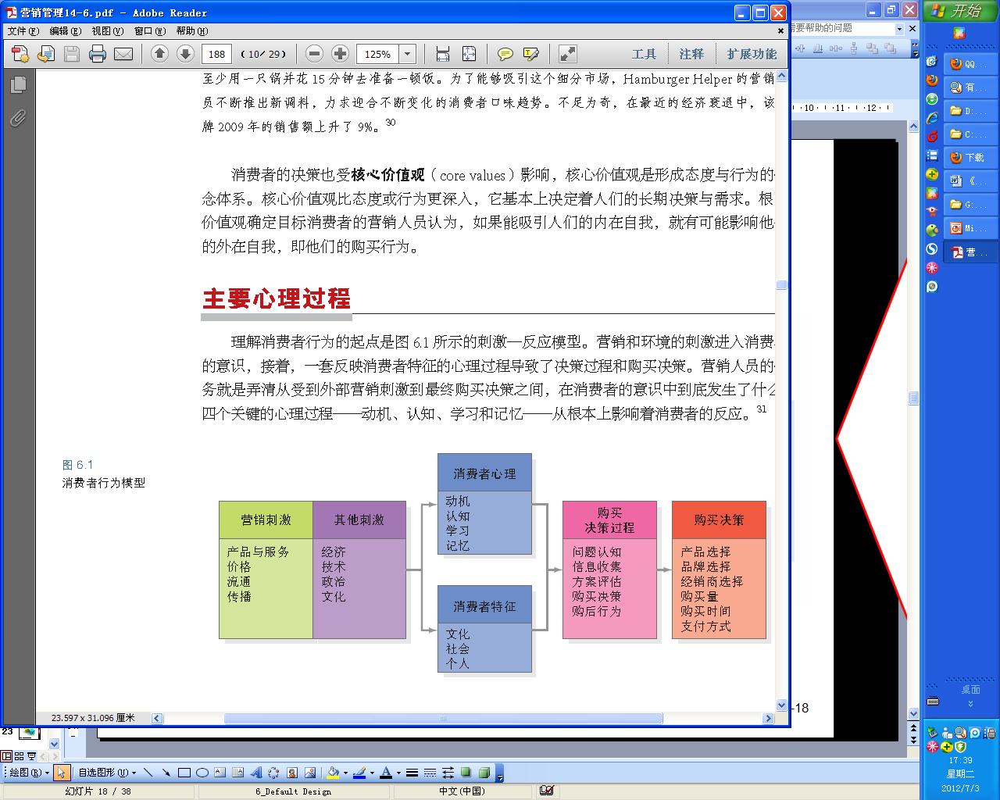 营销管理14-6.pdf - Adobe Reader
文件(F) 编辑(E) 视图(V) 窗口(W) 帮助(H)
188 (10/29) 125% 工具 注释 扩展功能
至少用一只锅并花 15 分钟去准备一顿饭。为了能够吸引这个细分市场，Hamburger Helper 的营销
员不断推出新调料，力求迎合不断变化的消费者口味趋势。不足为奇，在最近的经济衰退中，该
牌 2009 年的销售额上升了 9%。30
消费者的决策也受核心价值观（core values）影响，核心价值观是形成态度与行为的
念体系。核心价值观比态度或行为更深入，它基本上决定着人们的长期决策与需求。根
价值观确定目标消费者的营销人员认为，如果能吸引人们的内在自我，就有可能影响他
的外在自我，即他们的购买行为。
主要心理过程
理解消费者行为的起点是图 6.1 所示的刺激—反应模型。营销和环境的刺激进入消费
的意识，接着，一套反映消费者特征的心理过程导致了决策过程和购买决策。营销人员的
务就是弄清从受到外部营销刺激到最终购买决策之间，在消费者的意识中到底发生了什么
四个关键的心理过程——动机、认知、学习和记忆——从根本上影响着消费者的反应。31
图 6.1
消费者行为模型
营销刺激
产品与服务
价格
流通
传播
其他刺激
经济
技术
政治
文化
消费者心理
动机
认知
学习
记忆
消费者特征
文化
社会
个人
购买
决策过程
问题认知
信息收集
方案评估
购买决策
购后行为
购买决策
产品选择
品牌选择
经销商选择
购买量
购买时间
支付方式
23.597 x 31.096 厘米
需要帮助的问题
10 11 12
-18
23
绘图(R) 自选图形(U)
幻灯片 18 / 38 6_Default Design 中文(中国)
开始
QQ...
有...
D:...
C:...
下载
《...
G:...
Mi...
营...
桌面
17:39
星期二
2012/7/3